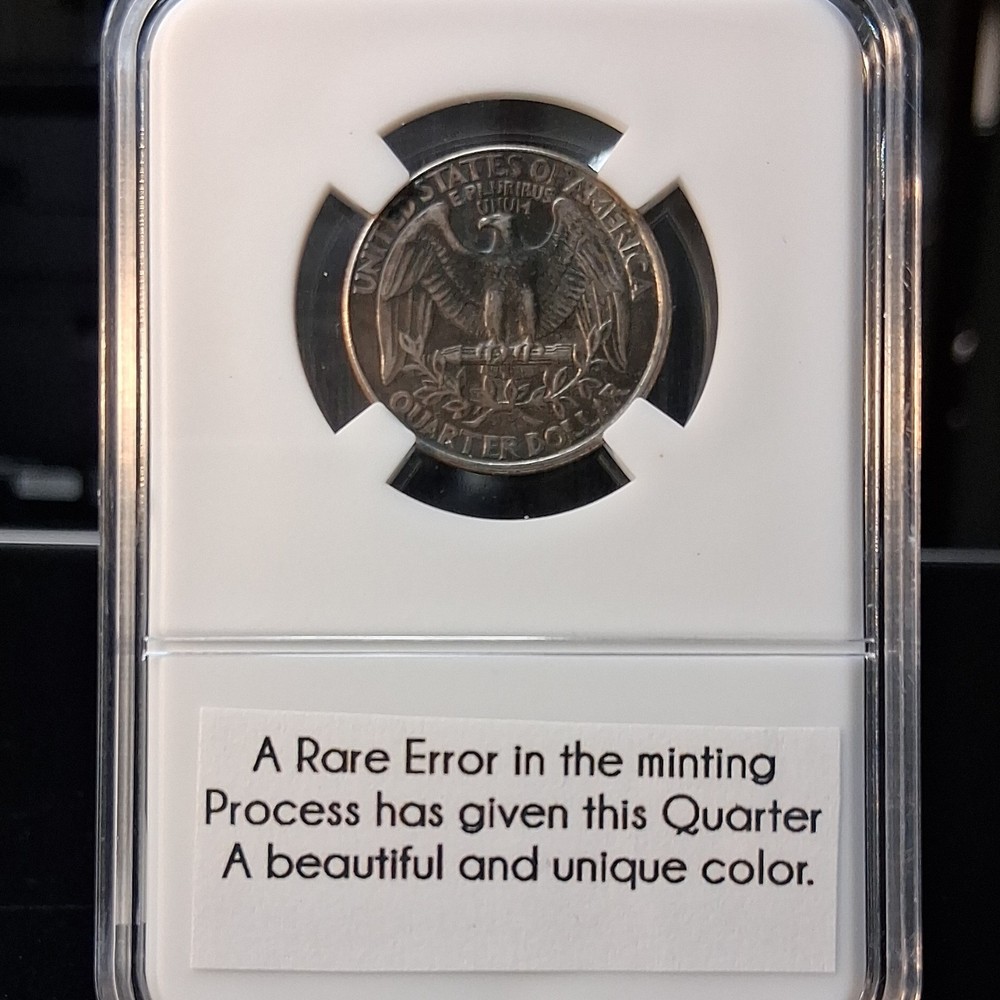 UNITED STATES OF AMERICA
E PLURIBUS
UNUM
QUARTER DOLLAR
A Rare Error in the minting
Process has given this Quarter
A beautiful and unique color.